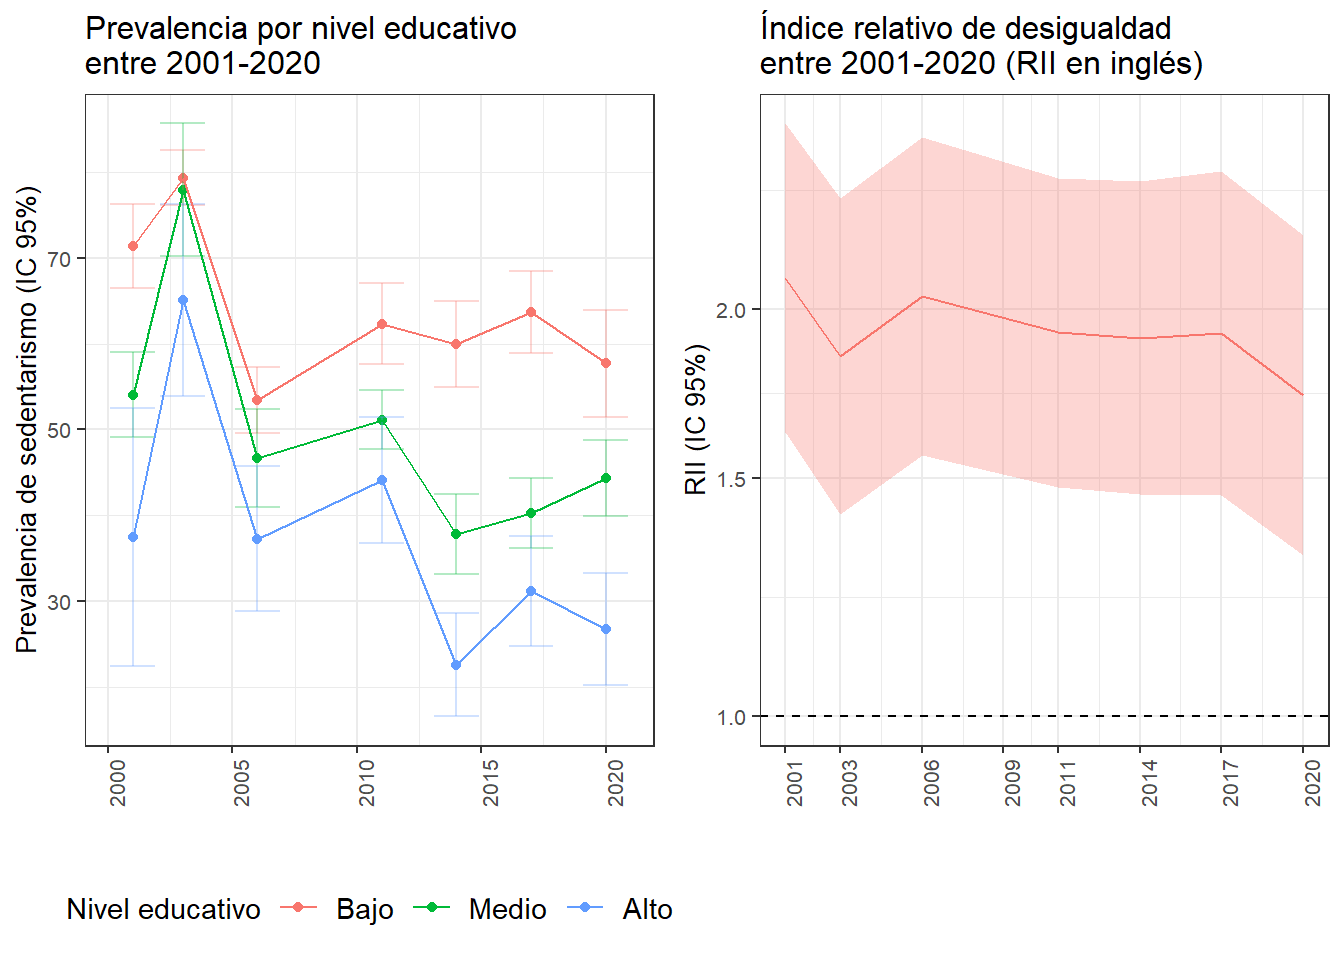 Prevalencia por nivel educativo
entre 2001-2020
Prevalencia de sedentarismo (IC 95%)
70
50
30
2000
2005
2010
2015
2020
Índice relativo de desigualdad
entre 2001-2020 (RII en inglés)
RII (IC 95%)
2.0
1.5
1.0
2001
2003
2006
2009
2011
2014
2017
2020
Nivel educativo Bajo Medio Alto